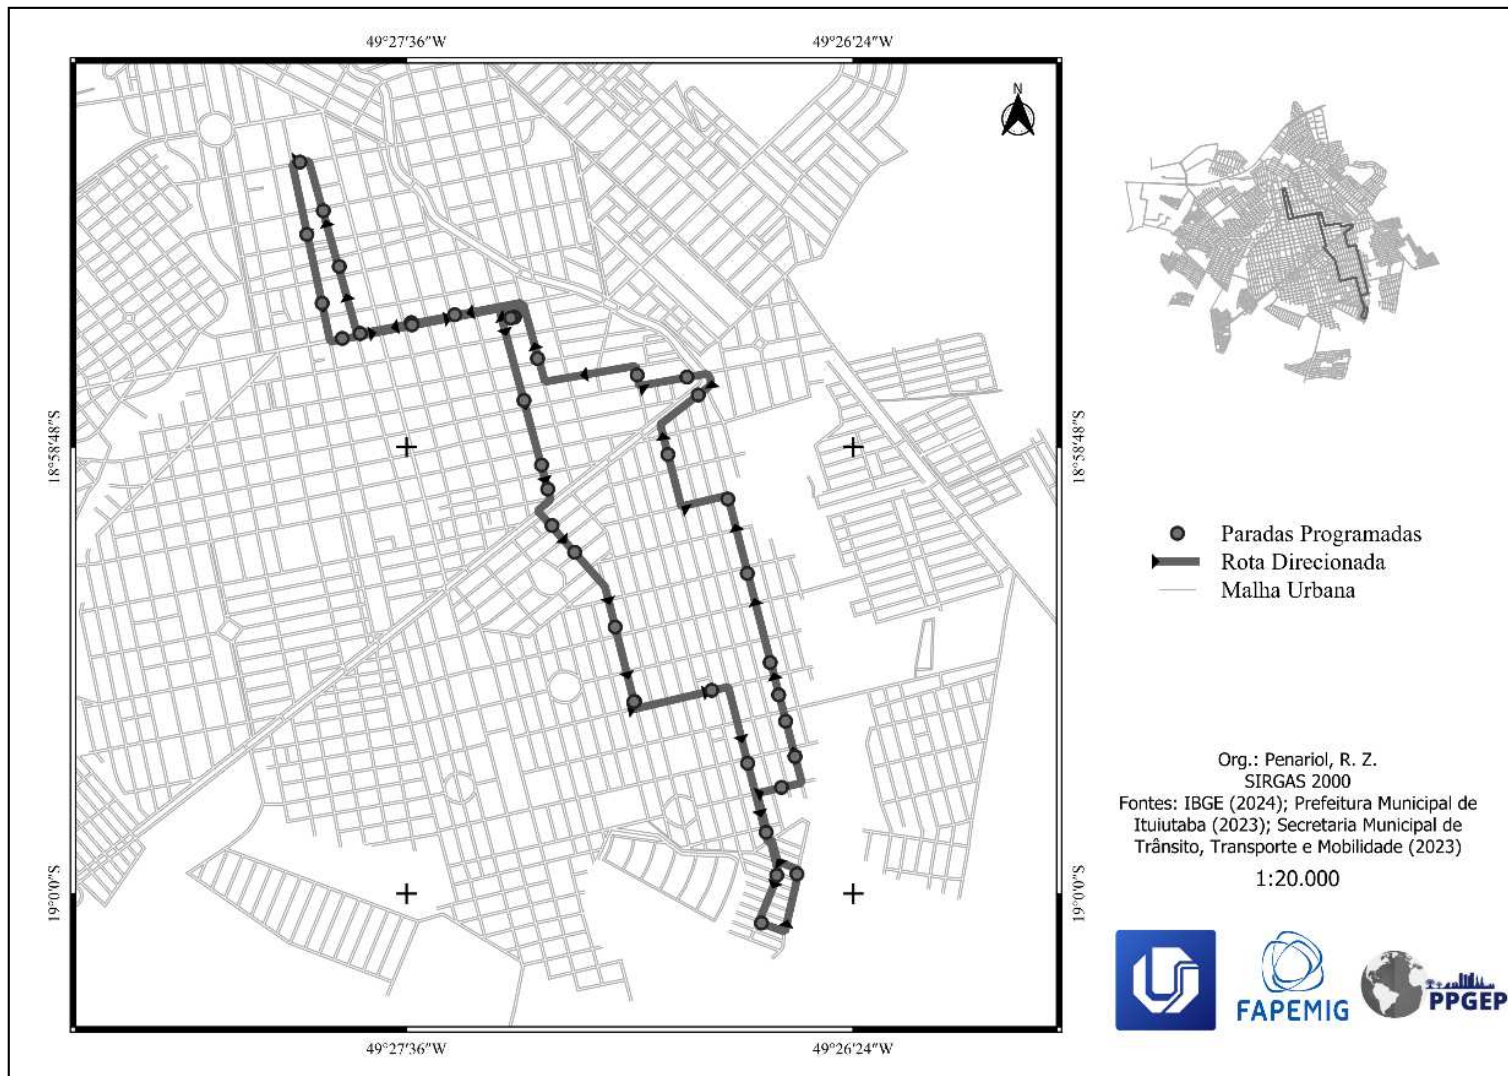 49°27'36"W
49°26'24"W
N
18°58'48"S
18°58'48"S
19°0'0"S
19°0'0"S
49°27'36"W
49°26'24"W
Paradas Programadas
Rota Direcionada
Malha Urbana
Org.: Penariol, R. Z.
SIRGAS 2000
Fontes: IBGE (2024); Prefeitura Municipal de
Ituiutaba (2023); Secretaria Municipal de
Trânsito, Transporte e Mobilidade (2023)
1:20.000
FAPEMIG
PPGEP